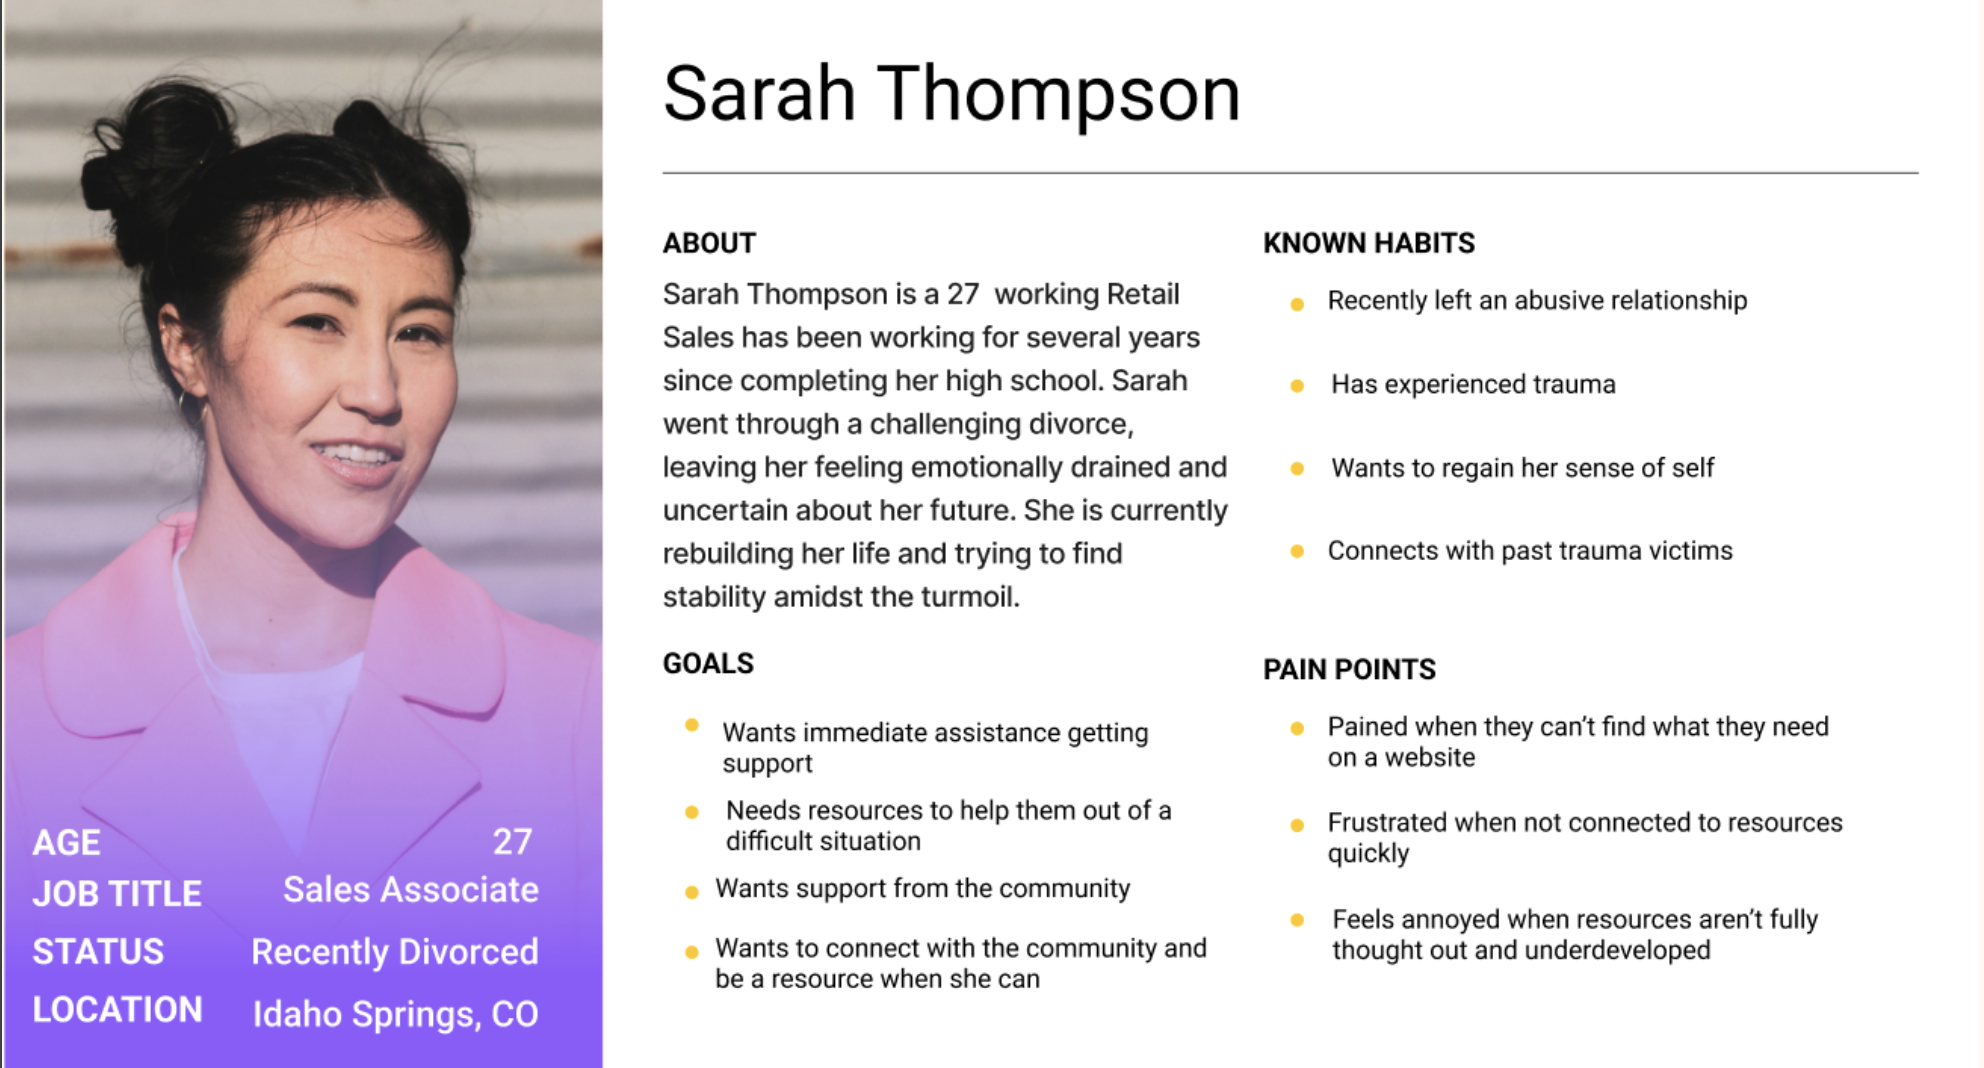 Sarah Thompson
ABOUT
Sarah Thompson is a 27 working Retail
Sales has been working for several years
since completing her high school. Sarah
went through a challenging divorce,
leaving her feeling emotionally drained and
uncertain about her future. She is currently
rebuilding her life and trying to find
stability amidst the turmoil.
GOALS
Wants immediate assistance getting
support
Needs resources to help them out of a
difficult situation
Wants support from the community
Wants to connect with the community and
be a resource when she can
KNOWN HABITS
Recently left an abusive relationship
Has experienced trauma
Wants to regain her sense of self
Connects with past trauma victims
PAIN POINTS
Pained when they can’t find what they need
on a website
Frustrated when not connected to resources
quickly
Feels annoyed when resources aren’t fully
thought out and underdeveloped
AGE 27
JOB TITLE Sales Associate
STATUS Recently Divorced
LOCATION Idaho Springs, CO